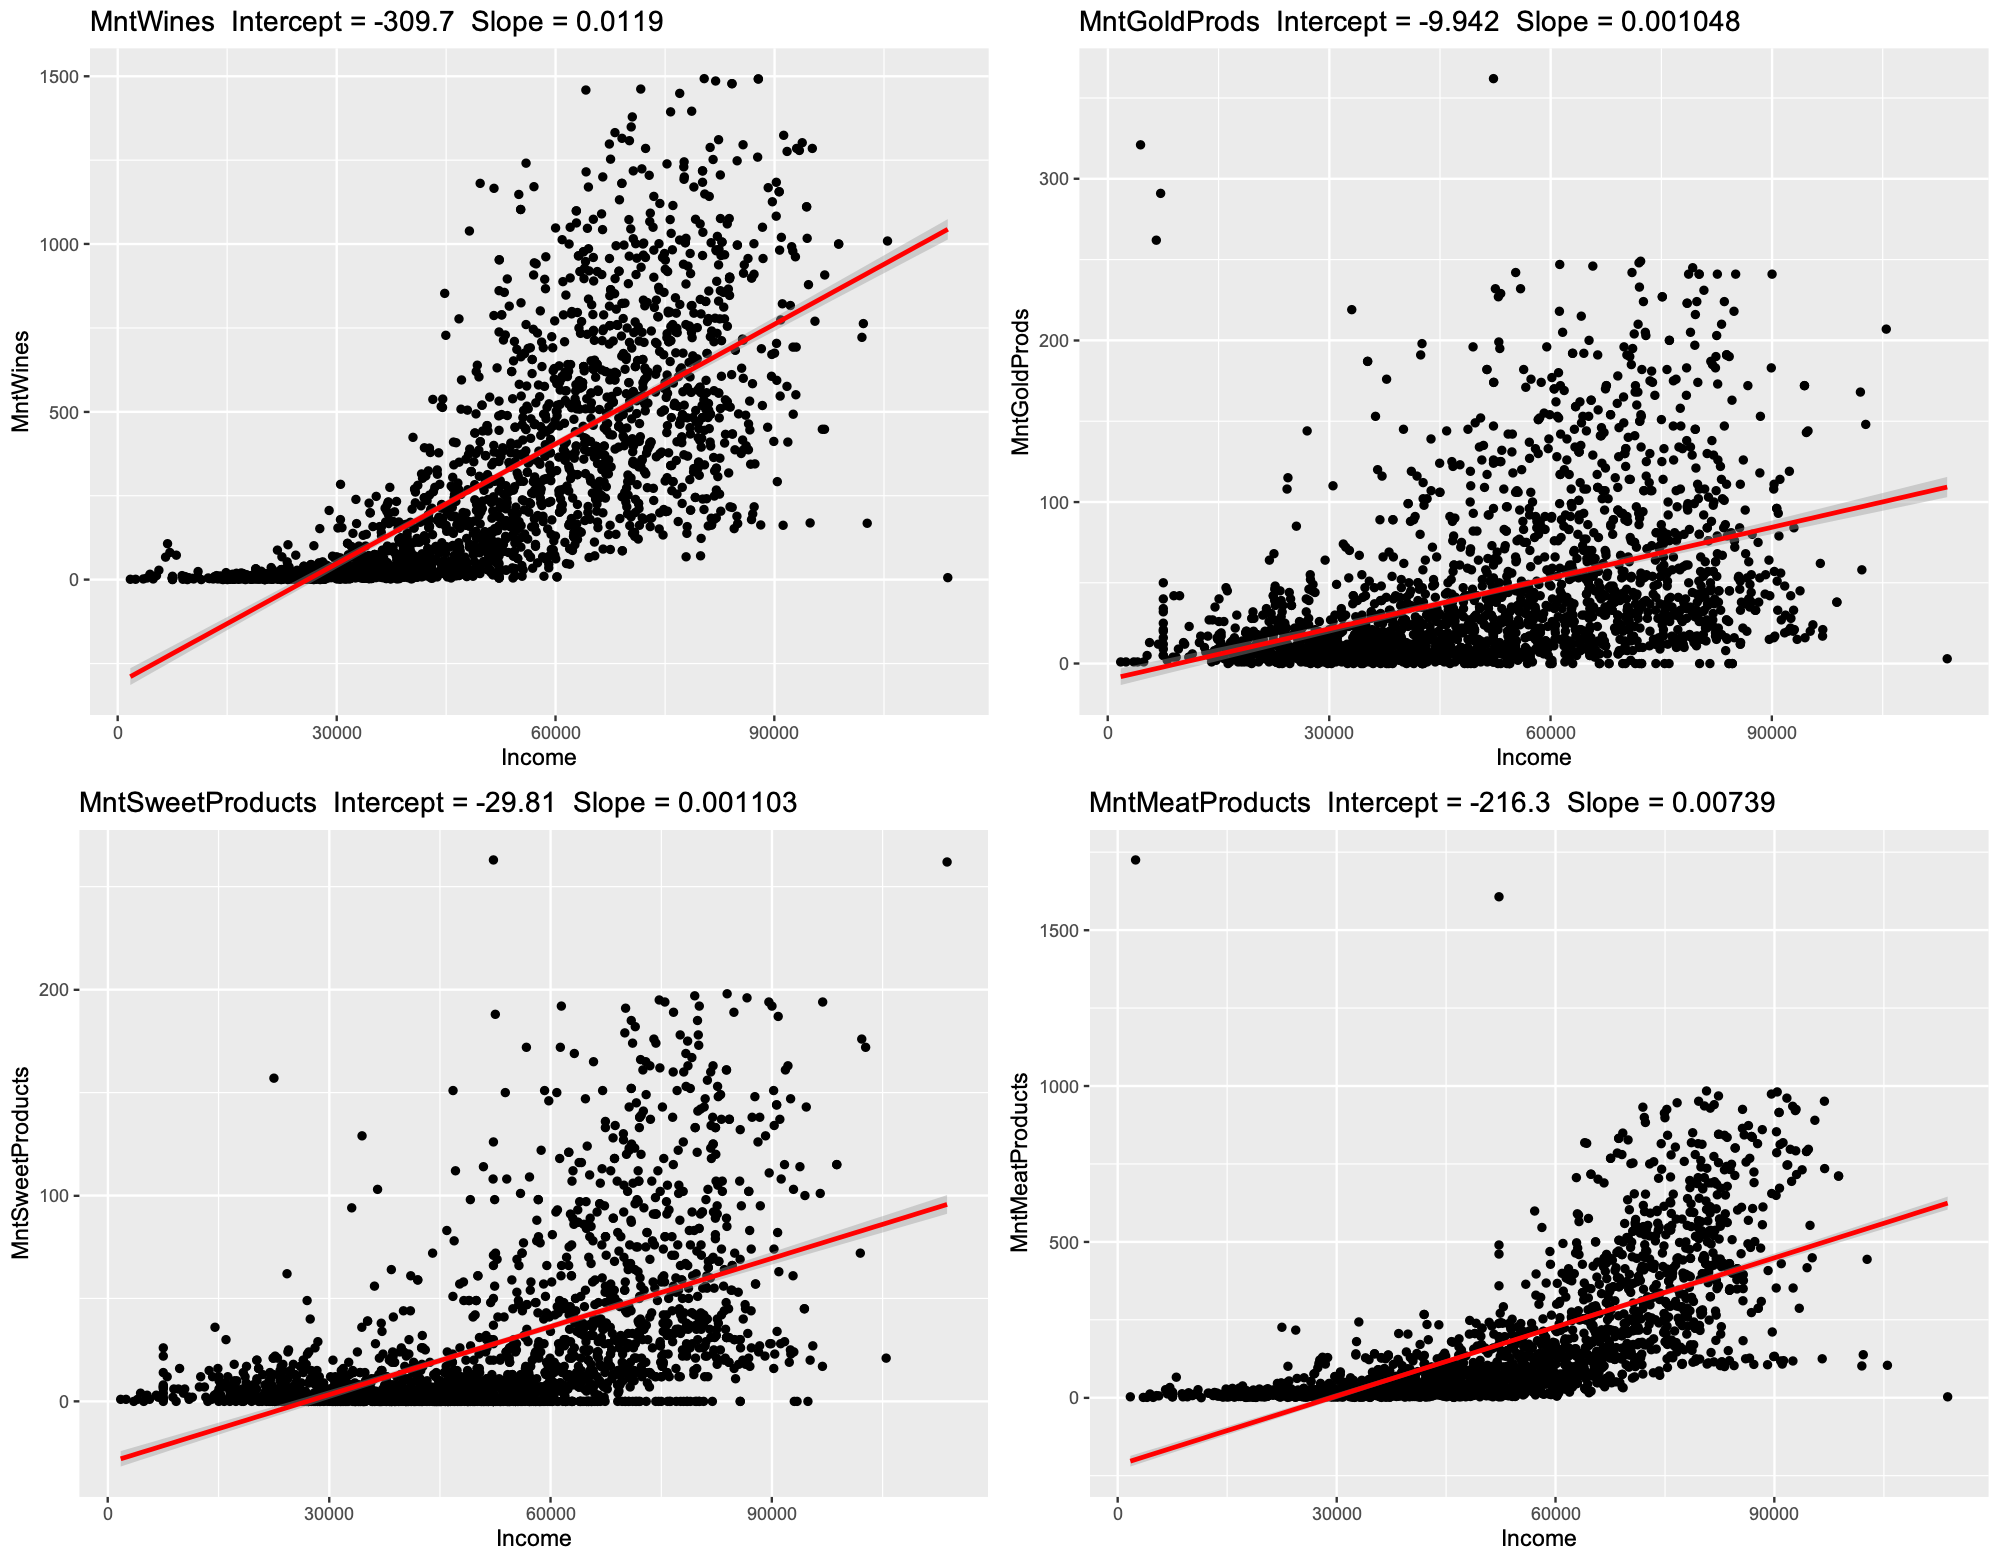 MntWines  Intercept = -309.7  Slope = 0.0119
1500
1000
500
0
MntWines
0 30000 60000 90000
Income
MntGoldProds  Intercept = -9.942  Slope = 0.001048
300
200
100
0
MntGoldProds
0 30000 60000 90000
Income
MntSweetProducts  Intercept = -29.81  Slope = 0.001103
200
100
0
MntSweetProducts
0 30000 60000 90000
Income
MntMeatProducts  Intercept = -216.3  Slope = 0.00739
1500
1000
500
0
MntMeatProducts
0 30000 60000 90000
Income